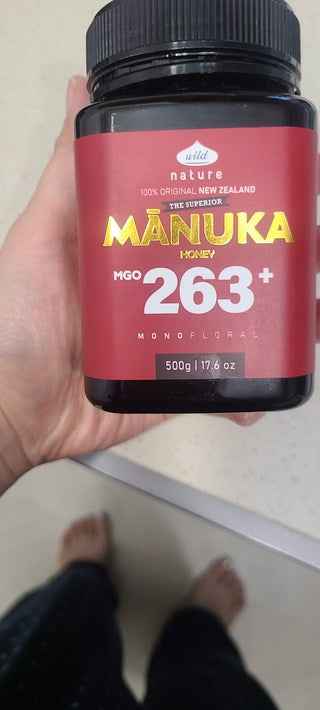 wild
nature
100% ORIGINAL NEW ZEALAND
THE SUPERIOR
MĀNUKA
HONEY
MGO 263+
MONOFLORAL
500g | 17.6 oz